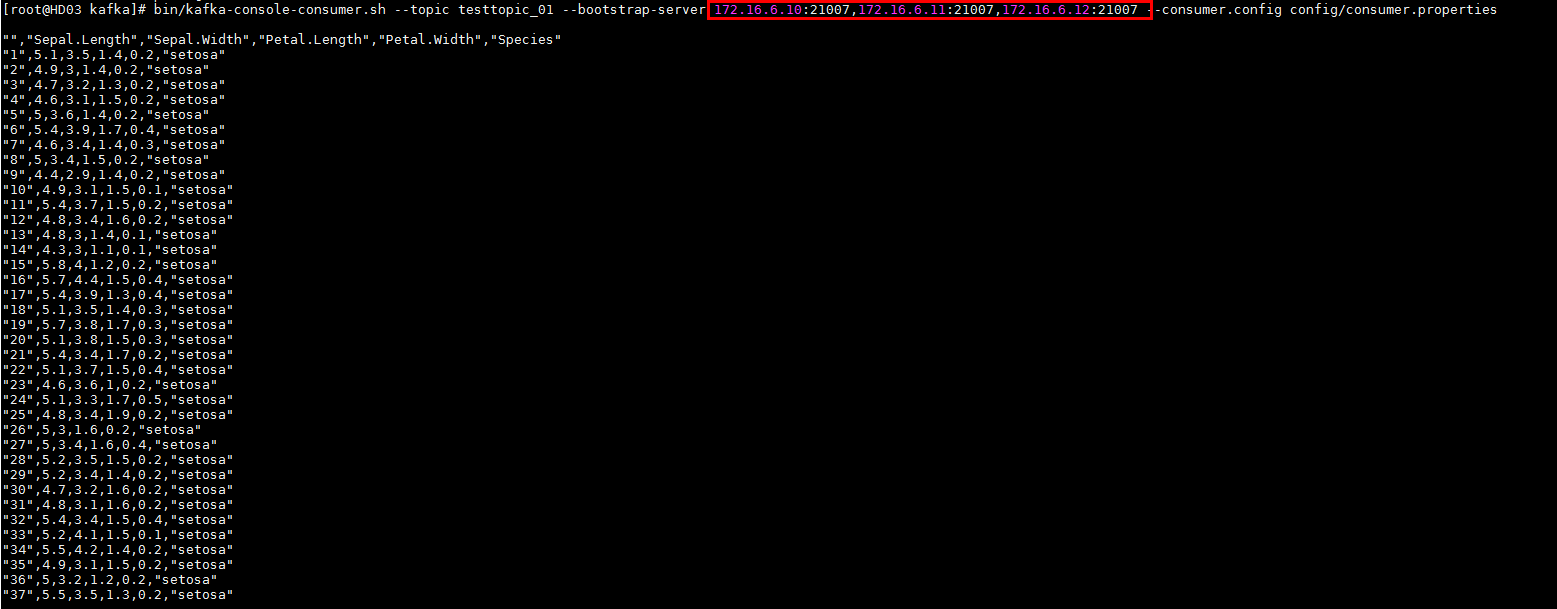 [root@HD03 kafka]# bin/kafka-console-consumer.sh --topic testtopic_01 --bootstrap-server 172.16.6.10:21007,172.16.6.11:21007,172.16.6.12:21007 --consumer.config config/consumer.properties
"","Sepal.Length","Sepal.Width","Petal.Length","Petal.Width","Species"
"1",5.1,3.5,1.4,0.2,"setosa"
"2",4.9,3,1.4,0.2,"setosa"
"3",4.7,3.2,1.3,0.2,"setosa"
"4",4.6,3.1,1.5,0.2,"setosa"
"5",5,3.6,1.4,0.2,"setosa"
"6",5.4,3.9,1.7,0.4,"setosa"
"7",4.6,3.4,1.4,0.3,"setosa"
"8",5,3.4,1.5,0.2,"setosa"
"9",4.4,2.9,1.4,0.2,"setosa"
"10",4.9,3.1,1.5,0.1,"setosa"
"11",5.4,3.7,1.5,0.2,"setosa"
"12",4.8,3.4,1.6,0.2,"setosa"
"13",4.8,3,1.4,0.1,"setosa"
"14",4.3,3,1.1,0.1,"setosa"
"15",5.8,4,1.2,0.2,"setosa"
"16",5.7,4.4,1.5,0.4,"setosa"
"17",5.4,3.9,1.3,0.4,"setosa"
"18",5.1,3.5,1.4,0.3,"setosa"
"19",5.7,3.8,1.7,0.3,"setosa"
"20",5.1,3.8,1.5,0.3,"setosa"
"21",5.4,3.4,1.7,0.2,"setosa"
"22",5.1,3.7,1.5,0.4,"setosa"
"23",4.6,3.6,1,0.2,"setosa"
"24",5.1,3.3,1.7,0.5,"setosa"
"25",4.8,3.4,1.9,0.2,"setosa"
"26",5,3,1.6,0.2,"setosa"
"27",5,3.4,1.6,0.4,"setosa"
"28",5.2,3.5,1.5,0.2,"setosa"
"29",5.2,3.4,1.4,0.2,"setosa"
"30",4.7,3.2,1.6,0.2,"setosa"
"31",4.8,3.1,1.6,0.2,"setosa"
"32",5.4,3.4,1.5,0.4,"setosa"
"33",5.2,4.1,1.5,0.1,"setosa"
"34",5.5,4.2,1.4,0.2,"setosa"
"35",4.9,3.1,1.5,0.2,"setosa"
"36",5,3.2,1.2,0.2,"setosa"
"37",5.5,3.5,1.3,0.2,"setosa"